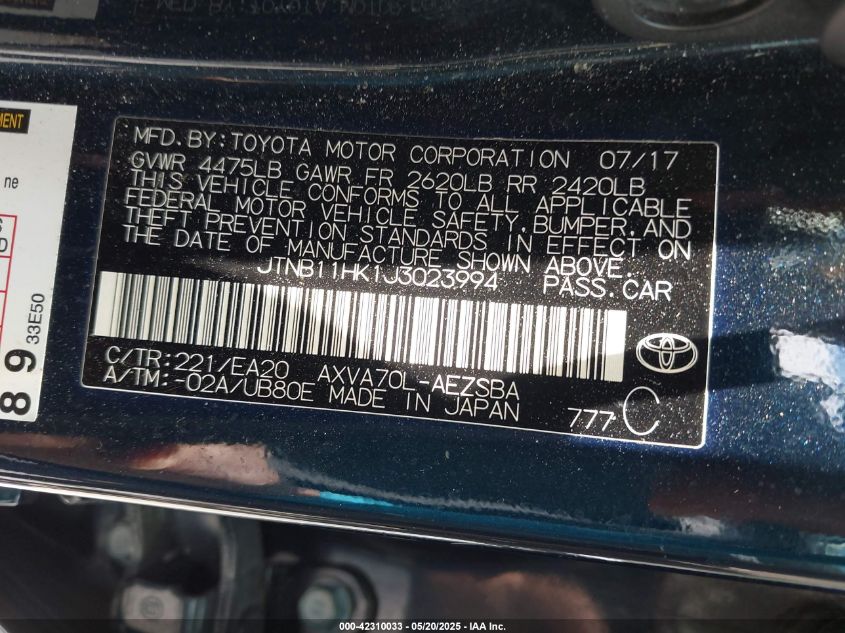 MENT
ne
D
89
33E50
MFD.BY:TOYOTA MOTOR CORPORATION 07/17
GVWR 4475LB GAWR FR 2620LB RR 2420LB
THIS VEHICLE CONFORMS TO ALL APPLICABLE
FEDERAL MOTOR VEHICLE SAFETY,BUMPER,AND
THEFT PREVENTION STANDARDS IN EFFECT ON
THE DATE OF MANUFACTURE SHOWN ABOVE.
JTNB11HK1J3023994 PASS.CAR
C/TR:221/EA20 AXVA70L-AEZSBA
A/TM:-02A/UB80E MADE IN JAPAN
777 C
000-42310033 — 05/20/2025 — IAA Inc.